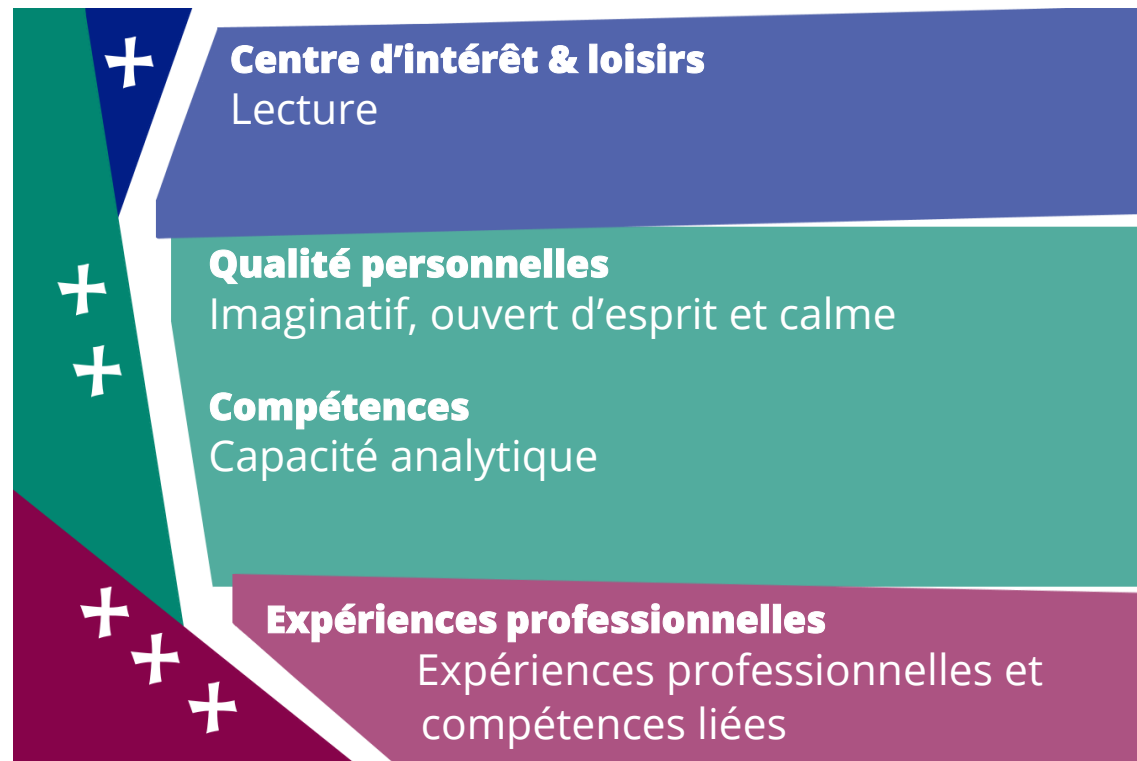 Centre d’intérêt & loisirs
Lecture
Qualité personnelles
Imaginatif, ouvert d’esprit et calme
Compétences
Capacité analytique
Expériences professionnelles
Expériences professionnelles et
compétences liées